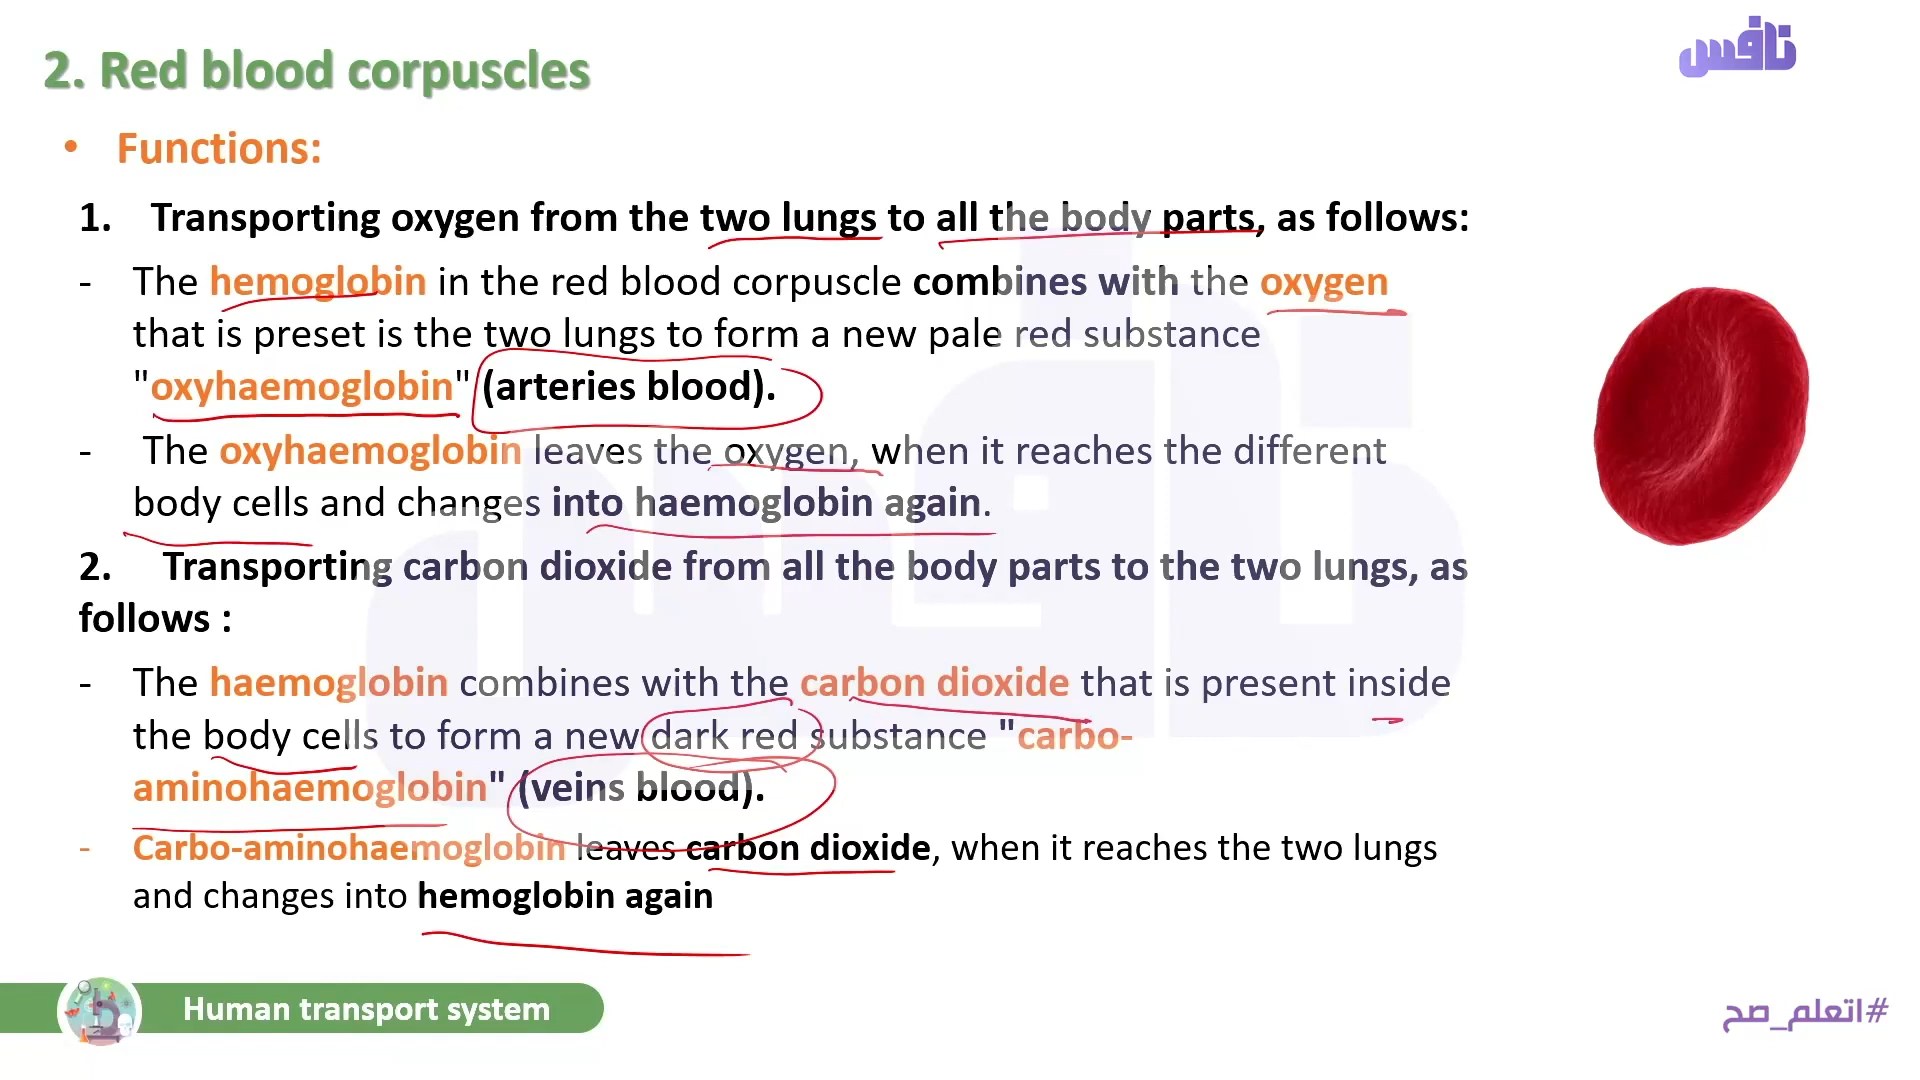 2. Red blood corpuscles
نافس
• Functions:
1. Transporting oxygen from the two lungs to all the body parts, as follows:
- The hemoglobin in the red blood corpuscle combines with the oxygen
that is preset is the two lungs to form a new pale red substance
"oxyhaemoglobin" (arteries blood).
- The oxyhaemoglobin leaves the oxygen, when it reaches the different
body cells and changes into haemoglobin again.
2. Transporting carbon dioxide from all the body parts to the two lungs, as
follows :
- The haemoglobin combines with the carbon dioxide that is present inside
the body cells to form a new dark red substance "carbo-
aminohaemoglobin" (veins blood).
- Carbo-aminohaemoglobin leaves carbon dioxide, when it reaches the two lungs
and changes into hemoglobin again
Human transport system
#اتعلم_صح